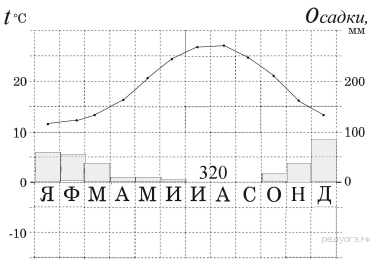 t°C Осадки, мм
20 200
10 100
320
0 0
Я Ф М А М И И А С О Н Д
-10
решуогэ.рф